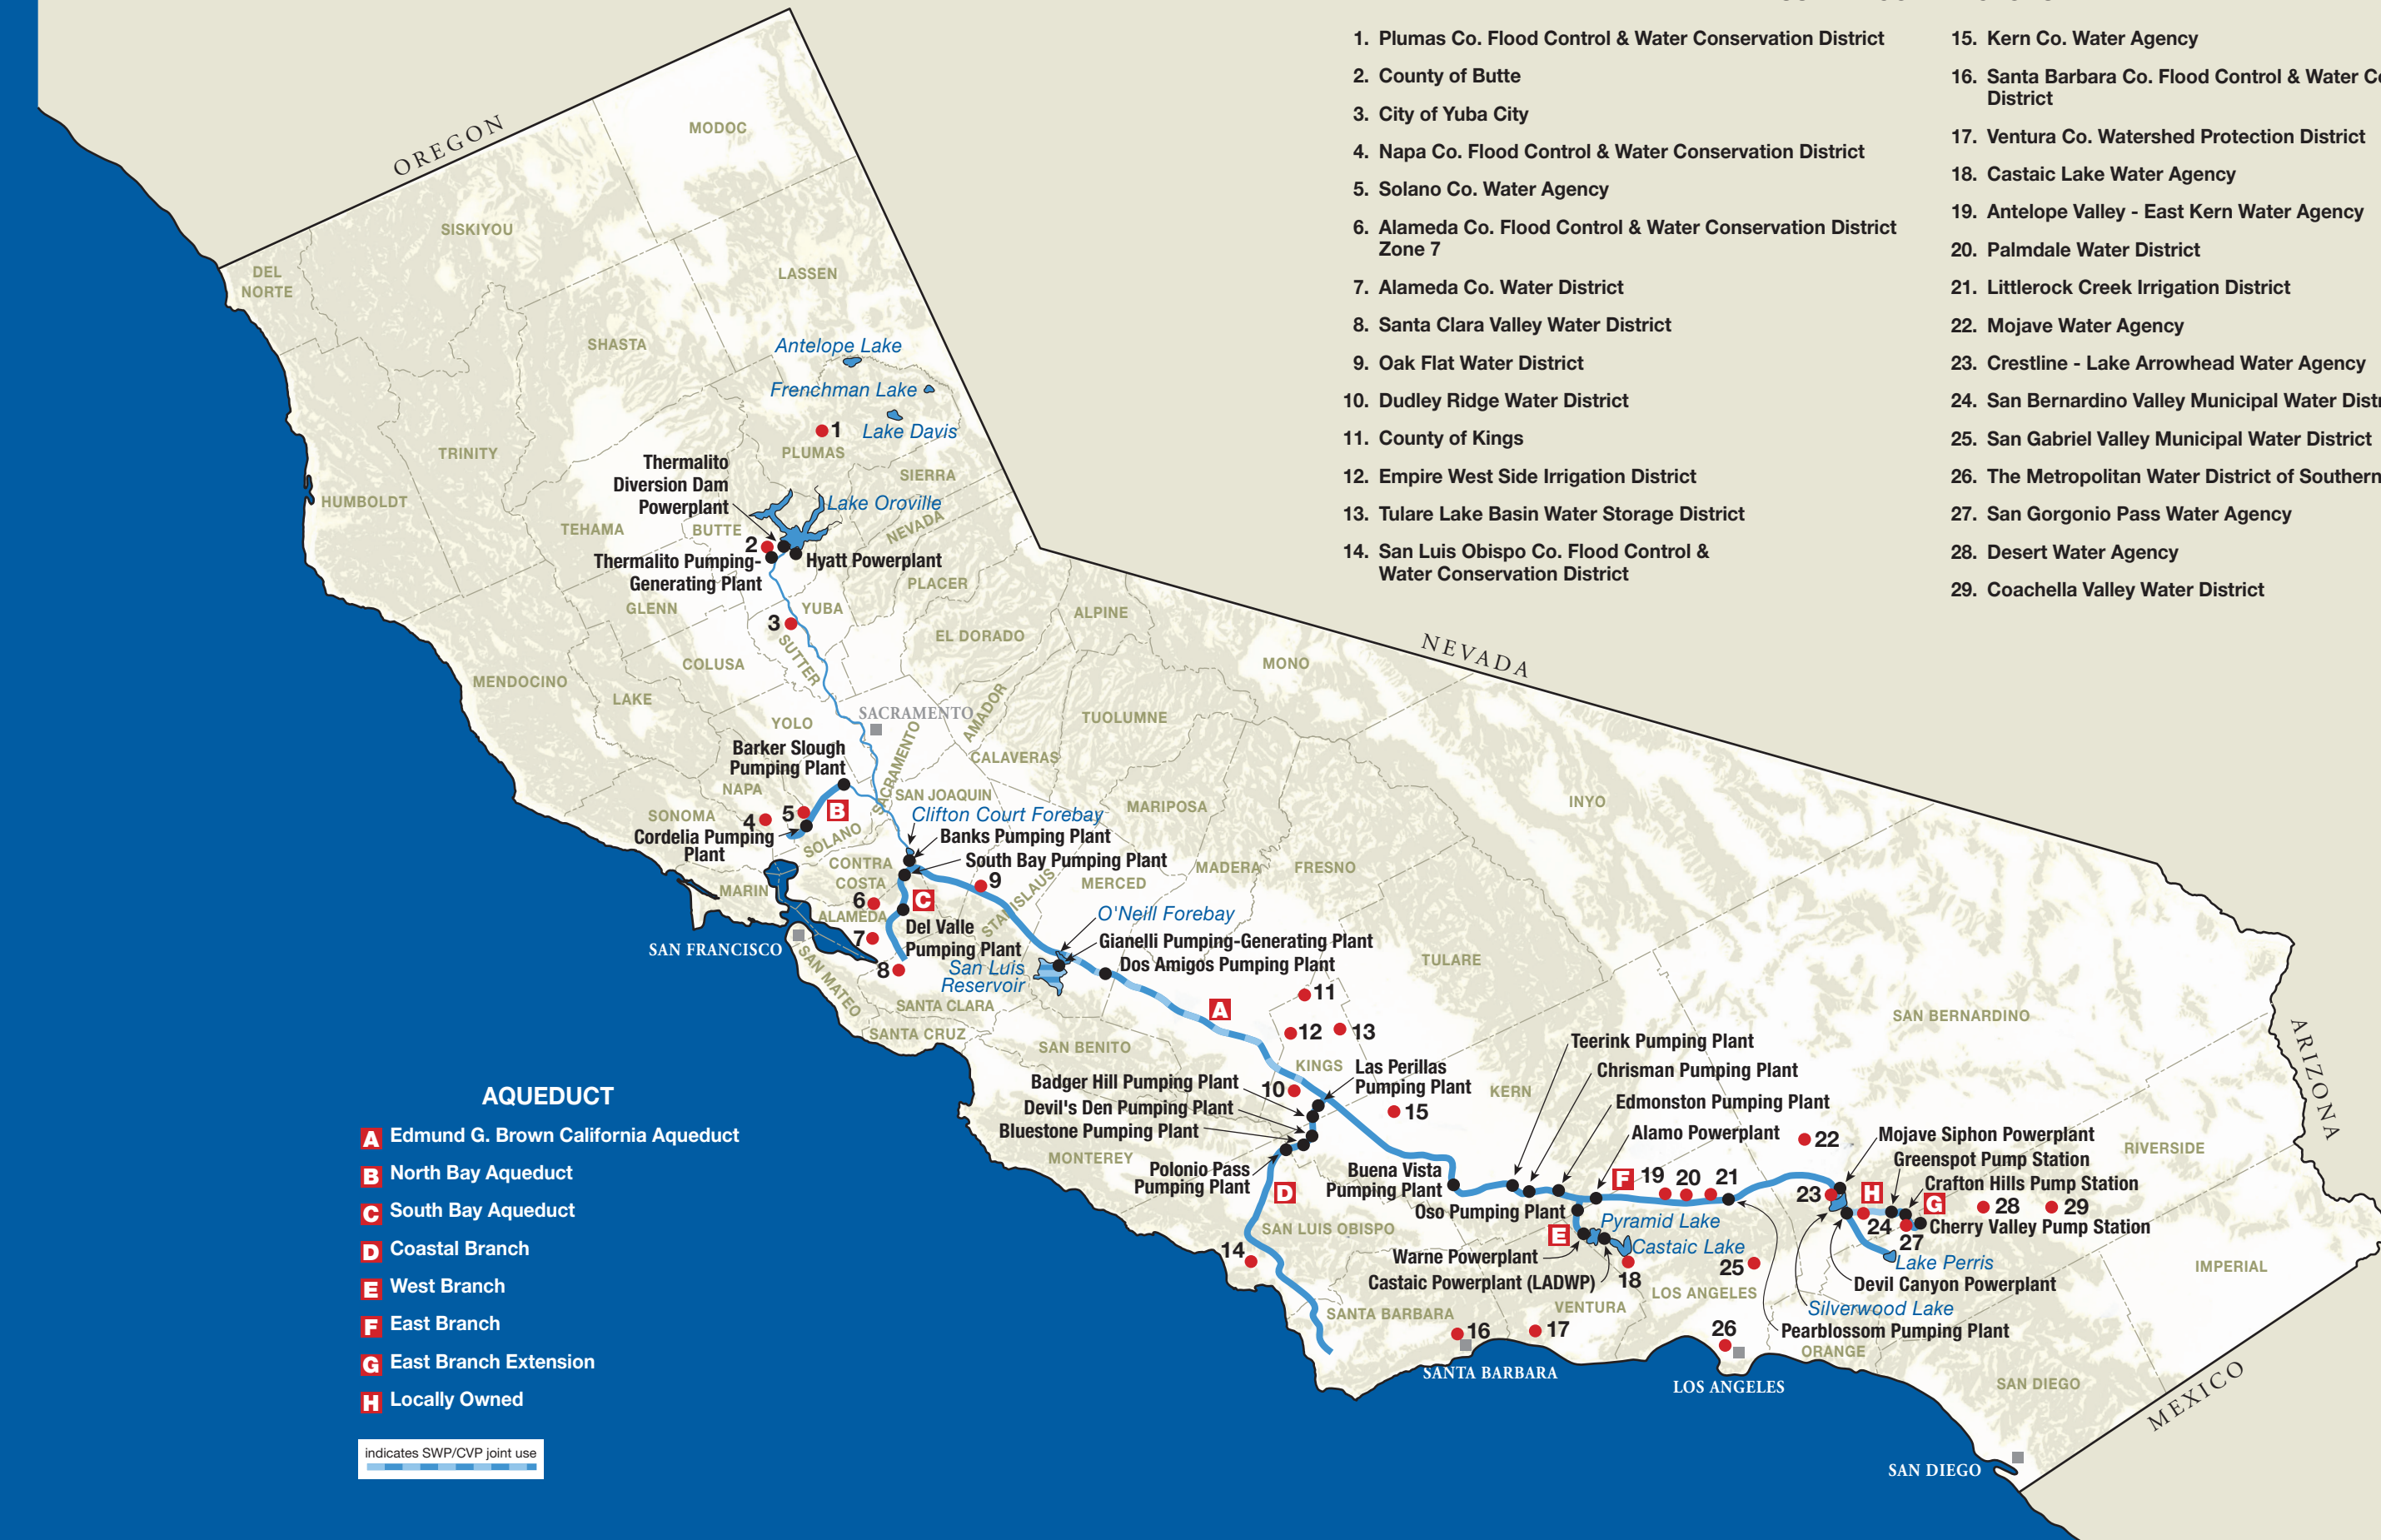 1. Plumas Co. Flood Control & Water Conservation District
2. County of Butte
3. City of Yuba City
4. Napa Co. Flood Control & Water Conservation District
5. Solano Co. Water Agency
6. Alameda Co. Flood Control & Water Conservation District
Zone 7
7. Alameda Co. Water District
8. Santa Clara Valley Water District
9. Oak Flat Water District
10. Dudley Ridge Water District
11. County of Kings
12. Empire West Side Irrigation District
13. Tulare Lake Basin Water Storage District
14. San Luis Obispo Co. Flood Control &
Water Conservation District
15. Kern Co. Water Agency
16. Santa Barbara Co. Flood Control & Water
District
17. Ventura Co. Watershed Protection District
18. Castaic Lake Water Agency
19. Antelope Valley - East Kern Water Agency
20. Palmdale Water District
21. Littlerock Creek Irrigation District
22. Mojave Water Agency
23. Crestline - Lake Arrowhead Water Agency
24. San Bernardino Valley Municipal Water
25. San Gabriel Valley Municipal Water District
26. The Metropolitan Water District of Southern
27. San Gorgonio Pass Water Agency
28. Desert Water Agency
29. Coachella Valley Water District
OREGON
MODOC
SISKIYOU
DEL
NORTE
LASSEN
SHASTA
Antelope Lake
Frenchman Lake
1
Lake Davis
PLUMAS
TRINITY
Thermalito
Diversion Dam
Powerplant
SIERRA
HUMBOLDT
Lake Oroville
TEHAMA
BUTTE
NEVADA
2
Thermalito Pumping-
Generating Plant
Hyatt Powerplant
PLACER
GLENN
YUBA
ALPINE
3
SUTTER
EL DORADO
NEVADA
COLUSA
MONO
MENDOCINO
LAKE
YOLO
SACRAMENTO
AMADOR
TUOLUMNE
SACRAMENTO
Barker Slough
Pumping Plant
CALAVERAS
NAPA
SAN JOAQUIN
INYO
SONOMA
4
5
B
Clifton Court Forebay
MARIPOSA
Cordelia Pumping
Plant
SOLANO
Banks Pumping Plant
CONTRA
COSTA
South Bay Pumping Plant
MADERA
FRESNO
MARIN
9
MERCED
6
C
ALAMEDA
STANISLAUS
O'Neill Forebay
Del Valle
Pumping Plant
7
SAN FRANCISCO
Gianelli Pumping-Generating Plant
Dos Amigos Pumping Plant
TULARE
8
San Luis
Reservoir
SAN MATEO
11
SANTA CLARA
A
SAN BERNARDINO
SANTA CRUZ
12
13
ARIZONA
SAN BENITO
Teerink Pumping Plant
KINGS
Las Perillas
Pumping Plant
Chrisman Pumping Plant
Badger Hill Pumping Plant
10
KERN
Devil's Den Pumping Plant
15
Edmonston Pumping Plant
Bluestone Pumping Plant
Alamo Powerplant
22
Mojave Siphon Powerplant
MONTEREY
RIVERSIDE
Polonio Pass
Pumping Plant
Buena Vista
Pumping Plant
Greenspot Pump Station
D
F
19
20
21
Crafton Hills Pump Station
23
H
G
28
29
Oso Pumping Plant
SAN LUIS OBISPO
Pyramid Lake
24
Cherry Valley Pump Station
E
27
14
Warne Powerplant
Castaic Lake
Lake Perris
IMPERIAL
Castaic Powerplant (LADWP)
18
25
Devil Canyon Powerplant
LOS ANGELES
SANTA BARBARA
VENTURA
Silverwood Lake
16
17
26
Pearblossom Pumping Plant
ORANGE
SANTA BARBARA
LOS ANGELES
SAN DIEGO
MEXICO
SAN DIEGO
AQUEDUCT
A Edmund G. Brown California Aqueduct
B North Bay Aqueduct
C South Bay Aqueduct
D Coastal Branch
E West Branch
F East Branch
G East Branch Extension
H Locally Owned
indicates SWP/CVP joint use